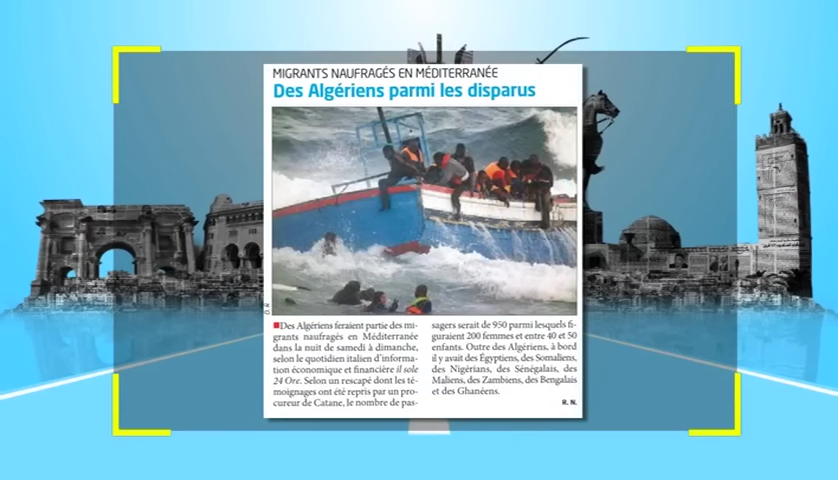 MIGRANTS NAUFRAGÉS EN MÉDITERRANÉE
Des Algériens parmi les disparus
D. R.
■Des Algériens feraient partie des mi-
grants naufragés en Méditerranée
dans la nuit de samedi à dimanche,
selon le quotidien italien d'informa-
tion économique et financière il sole
24 Ore. Selon un rescapé dont les té-
moignages ont été repris par un pro-
cureur de Catane, le nombre de pas-
sagers serait de 950 parmi lesquels fi-
guraient 200 femmes et entre 40 et 50
enfants. Outre des Algériens, à bord
il y avait des Égyptiens, des Somaliens,
des Nigérians, des Sénégalais, des
Maliens, des Zambiens, des Bengalais
et des Ghanéens.
R. N.